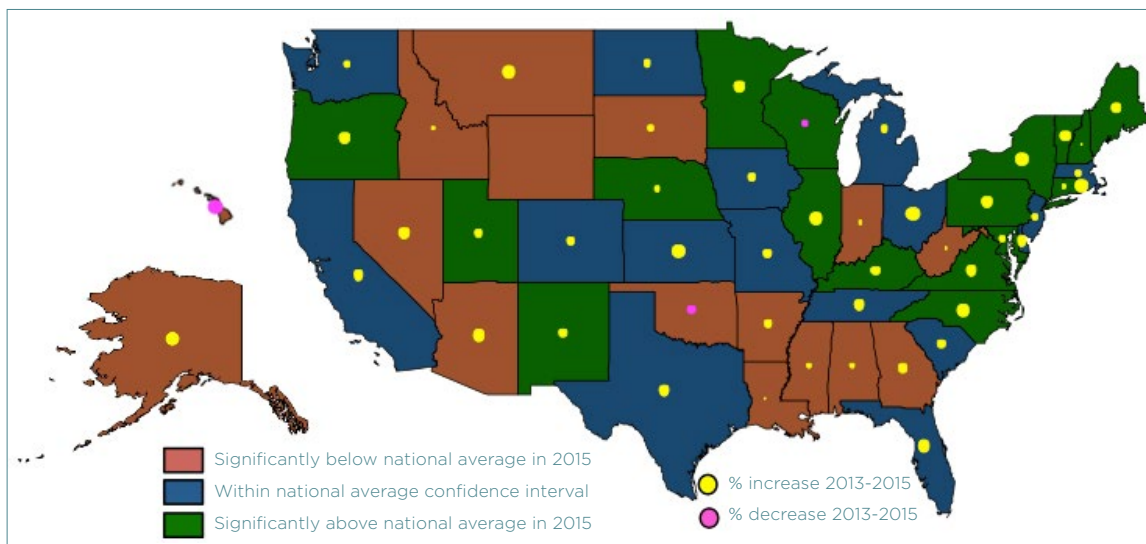 Significantly below national average in 2015
Within national average confidence interval
Significantly above national average in 2015
% increase 2013-2015
% decrease 2013-2015